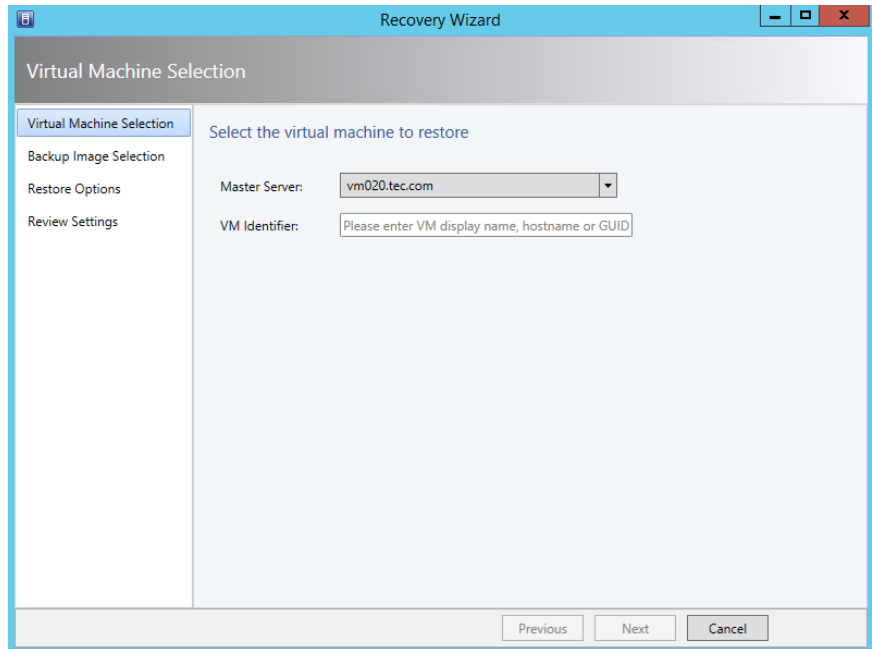 Recovery Wizard
Virtual Machine Selection
Virtual Machine Selection
Backup Image Selection
Restore Options
Review Settings
Select the virtual machine to restore
Master Server: vm020.tec.com
VM Identifier: Please enter VM display name, hostname or GUID
Previous Next Cancel